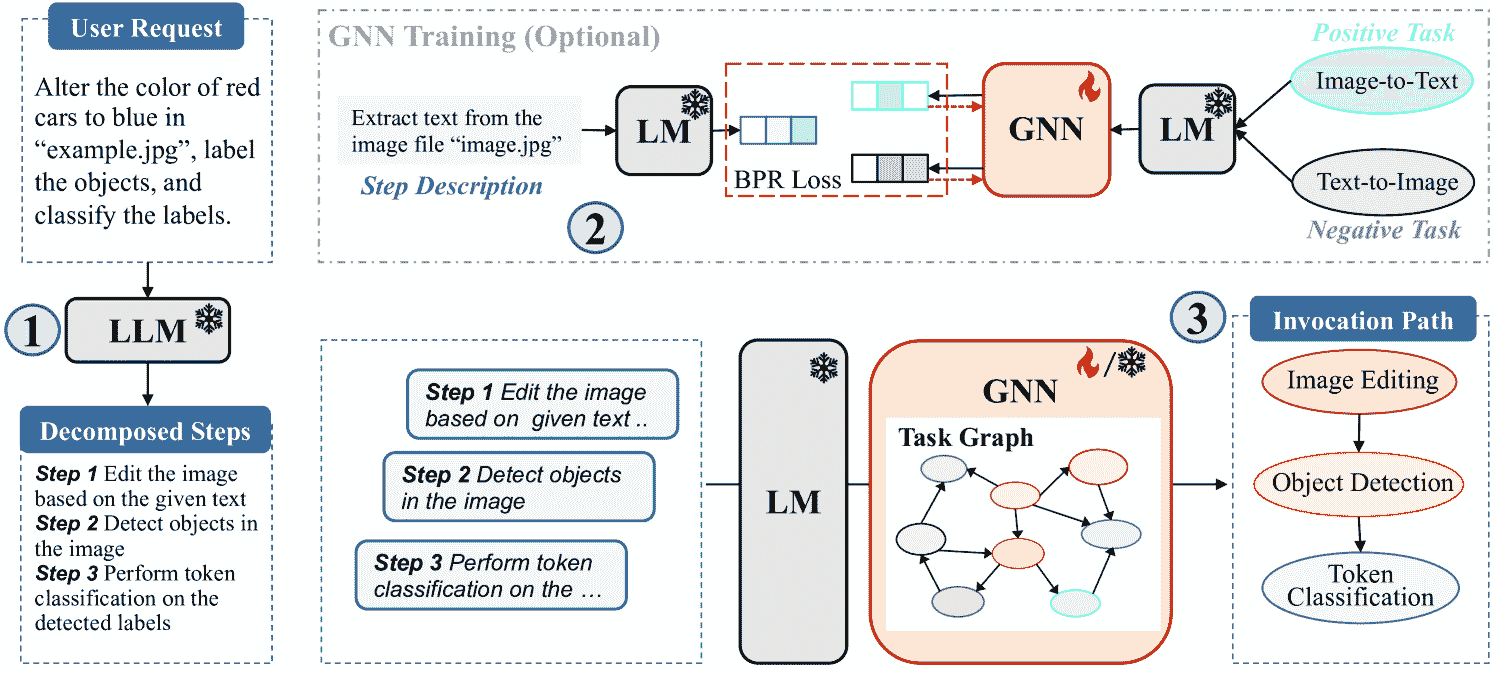 User Request
Alter the color of red
cars to blue in
“example.jpg”, label
the objects, and
classify the labels.
1
LLM
Decomposed Steps
Step 1 Edit the image
based on the given text
Step 2 Detect objects in
the image
Step 3 Perform token
classification on the
detected labels
GNN Training (Optional)
Extract text from the
image file “image.jpg”
Step Description
2
LM
BPR Loss
GNN
LM
Positive Task
Image-to-Text
Text-to-Image
Negative Task
Step 1 Edit the image
based on given text ..
Step 2 Detect objects
in the image
Step 3 Perform token
classification on the …
LM
/
GNN
Task Graph
3
Invocation Path
Image Editing
Object Detection
Token
Classification